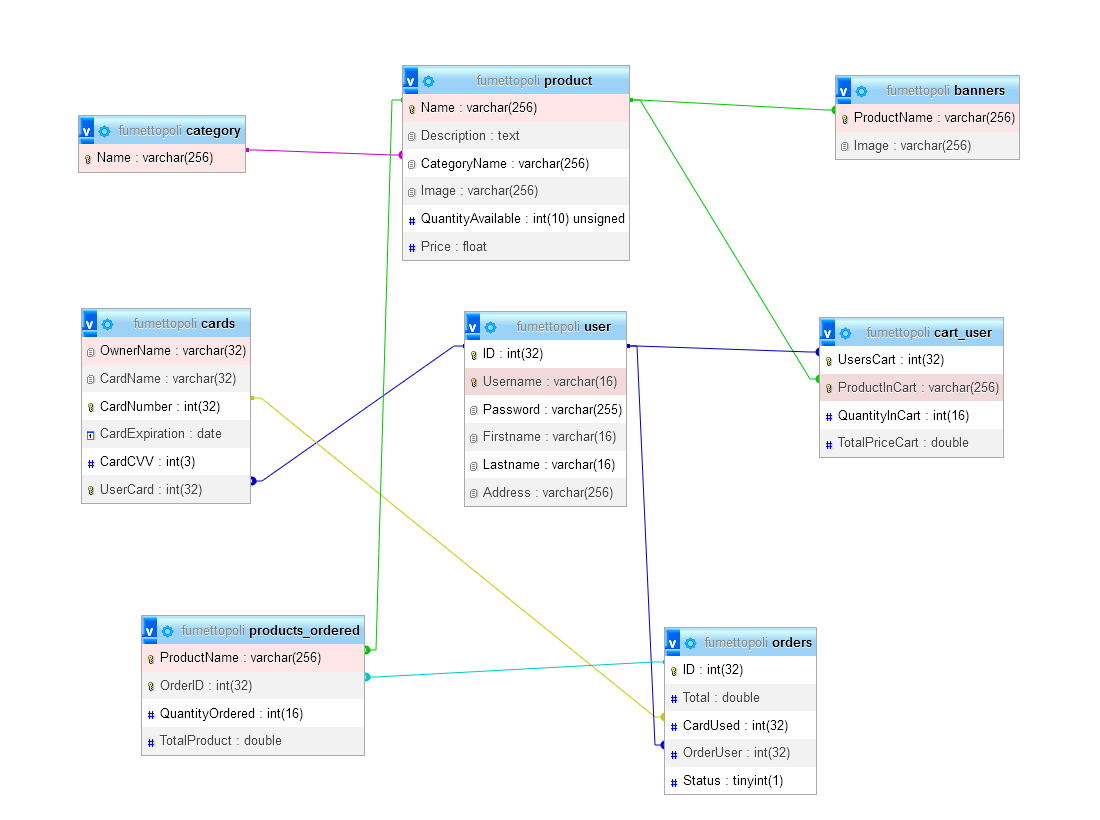 v fumettopoli product
Name : varchar(256)
Description : text
CategoryName : varchar(256)
Image : varchar(256)
# QuantityAvailable : int(10) unsigned
# Price : float
v fumettopoli banners
ProductName : varchar(256)
Image : varchar(256)
v fumettopoli category
Name : varchar(256)
v fumettopoli cards
OwnerName : varchar(32)
CardName : varchar(32)
CardNumber : int(32)
CardExpiration : date
# CardCVV : int(3)
UserCard : int(32)
v fumettopoli user
ID : int(32)
Username : varchar(16)
Password : varchar(255)
Firstname : varchar(16)
Lastname : varchar(16)
Address : varchar(256)
v fumettopoli cart_user
UsersCart : int(32)
ProductInCart : varchar(256)
# QuantityInCart : int(16)
# TotalPriceCart : double
v fumettopoli products_ordered
ProductName : varchar(256)
OrderID : int(32)
# QuantityOrdered : int(16)
# TotalProduct : double
v fumettopoli orders
ID : int(32)
# Total : double
# CardUsed : int(32)
# OrderUser : int(32)
# Status : tinyint(1)